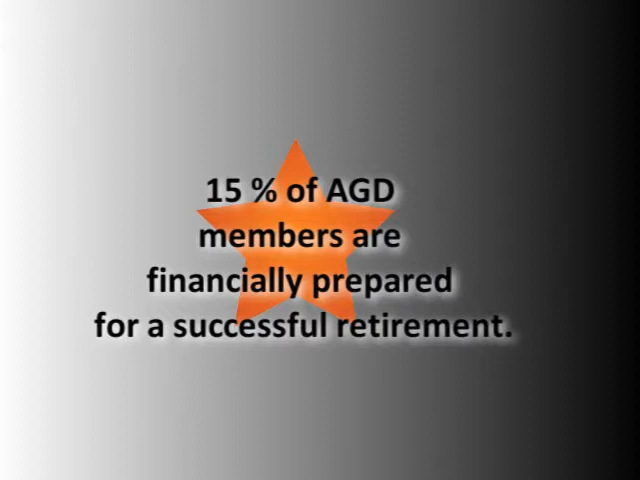 15 % of AGD
members are
financially prepared
for a successful retirement.